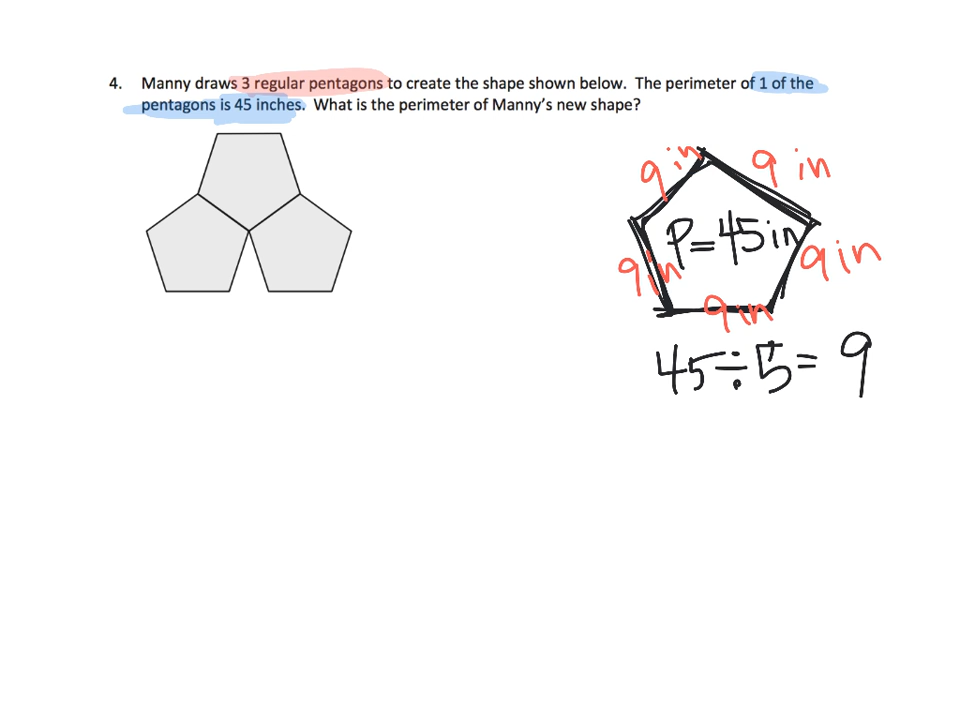 4. Manny draws 3 regular pentagons to create the shape shown below. The perimeter of 1 of the
pentagons is 45 inches. What is the perimeter of Manny's new shape?
9 in
9 in
P=45in
9 in
9 in
9 in
45÷5= 9